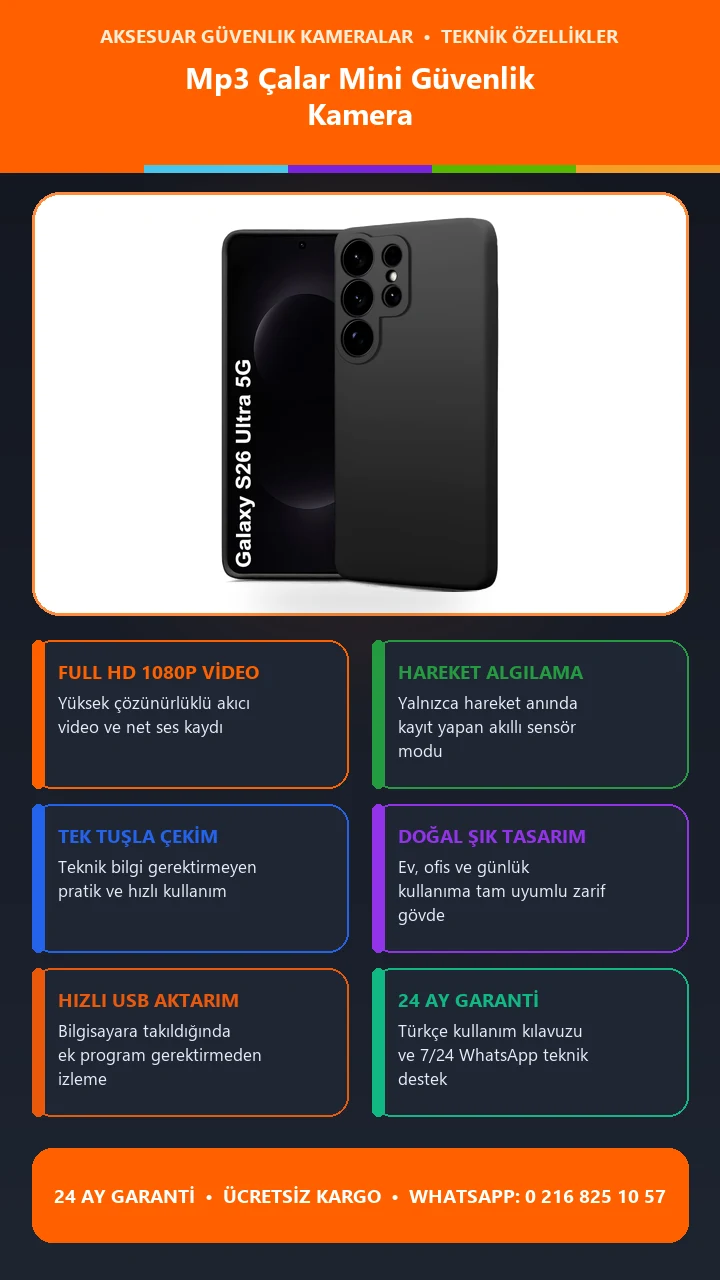 AKSESUAR GÜVENLIK KAMERALAR • TEKNİK ÖZELLİKLER
Mp3 Çalar Mini Güvenlik
Kamera
Galaxy S26 Ultra 5G
FULL HD 1080P VİDEO
Yüksek çözünürlüklü akıcı
video ve net ses kaydı
HAREKET ALGILAMA
Yalnızca hareket anında
kayıt yapan akıllı sensör
modu
TEK TUŞLA ÇEKİM
Teknik bilgi gerektirmeyen
pratik ve hızlı kullanım
DOĞAL ŞIK TASARIM
Ev, ofis ve günlük
kullanıma tam uyumlu zarif
gövde
HIZLI USB AKTARIM
Bilgisayara takıldığında
ek program gerektirmeden
izleme
24 AY GARANTİ
Türkçe kullanım kılavuzu
ve 7/24 WhatsApp teknik
destek
24 AY GARANTİ • ÜCRETSİZ KARGO • WHATSAPP: 0 216 825 10 57